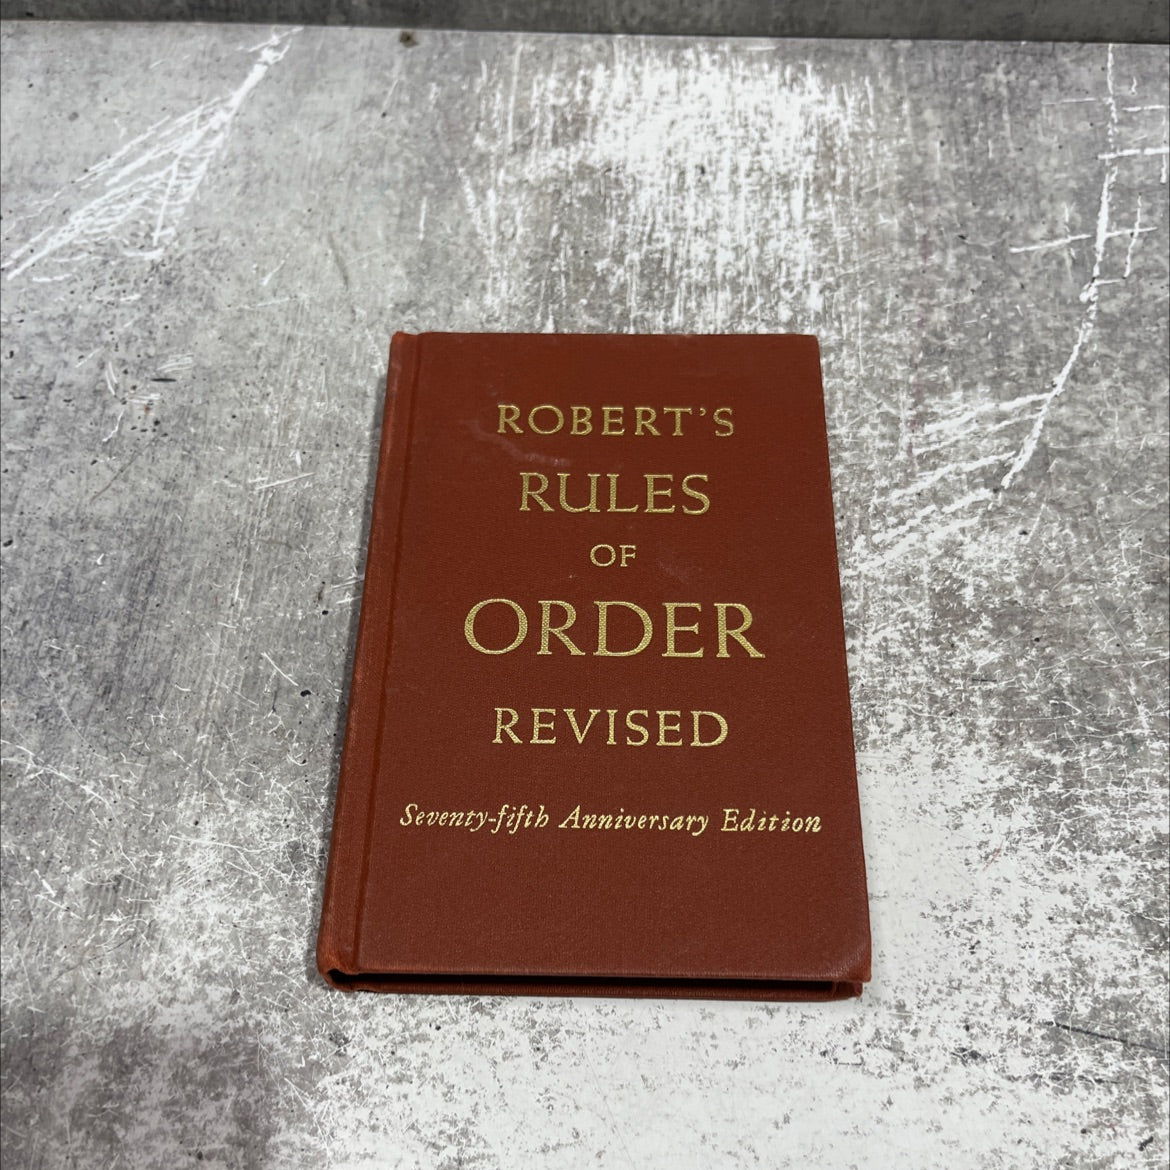 ROBERT'S
RULES
OF
ORDER
REVISED
Seventy-fifth Anniversary Edition